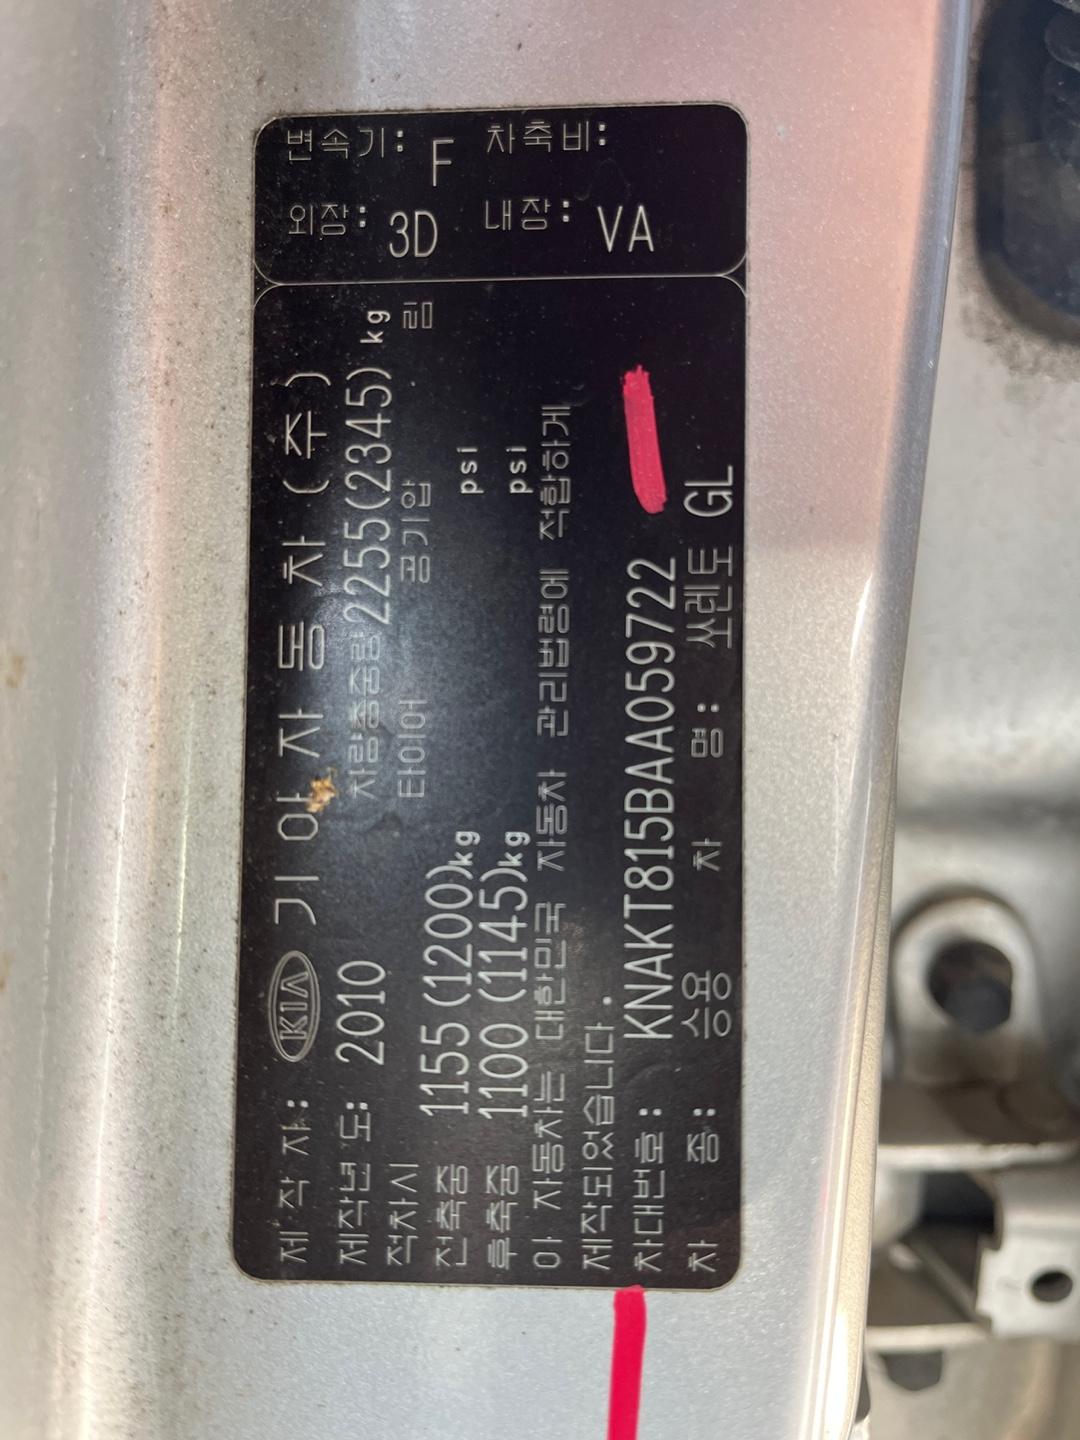 변속기: F 차축비:
외장: 3D 내장: VA
제 작 자: KIA 기아자동차(주)
제작년 도: 2010 차량총중량 2255(2345) kg
적차시 타이어 공기압 림
전축중 1155 (1200)kg psi
후축중 1100 (1145)kg psi
이 자동차는 대한민국 자동차 관리법령에 적합하게
제작되었습니다.
차대번호: KNAKT815BAA059722
차 종: 승용 차 명: 쏘렌토 GL